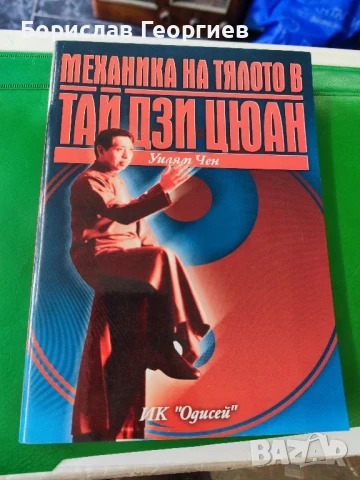 Борислав Георгиев
МЕХАНИКА НА ТЯЛОТО В
ТАЙ ДЗИ ЦЮАН
Уилям Чен
ИК "Одисей"
BAZAR